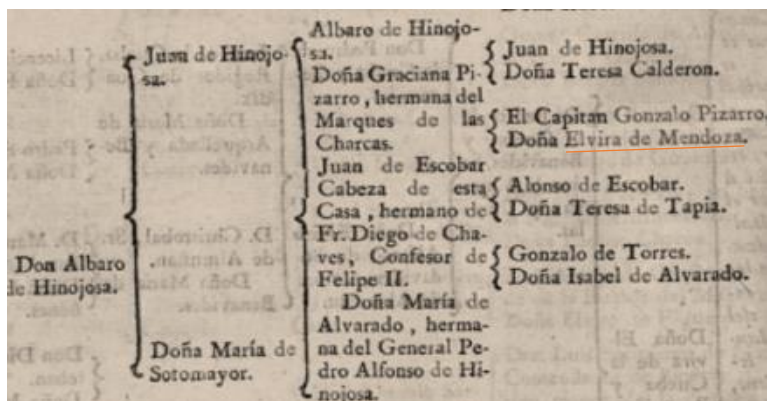 Don Albaro
de Hinojosa.
Juan de Hinojo-
sa.
Doña María de
Sotomayor.
Albaro de Hinojo-
sa.
Doña Graciana Pi-
zarro, hermana del
Marques de las
Charcas.
Juan de Escobar
Cabeza de esta
Casa, hermano de
Fr. Diego de Cha-
ves, Confesor de
Felipe II.
Doña María de
Alvarado, herma-
na del General Pe-
dro Alfonso de Hi-
nojosa.
Juan de Hinojosa.
Doña Teresa Calderon.
El Capitan Gonzalo Pizarro.
Doña Elvira de Mendoza.
Alonso de Escobar.
Doña Teresa de Tapia.
Gonzalo de Torres.
Doña Isabel de Alvarado.